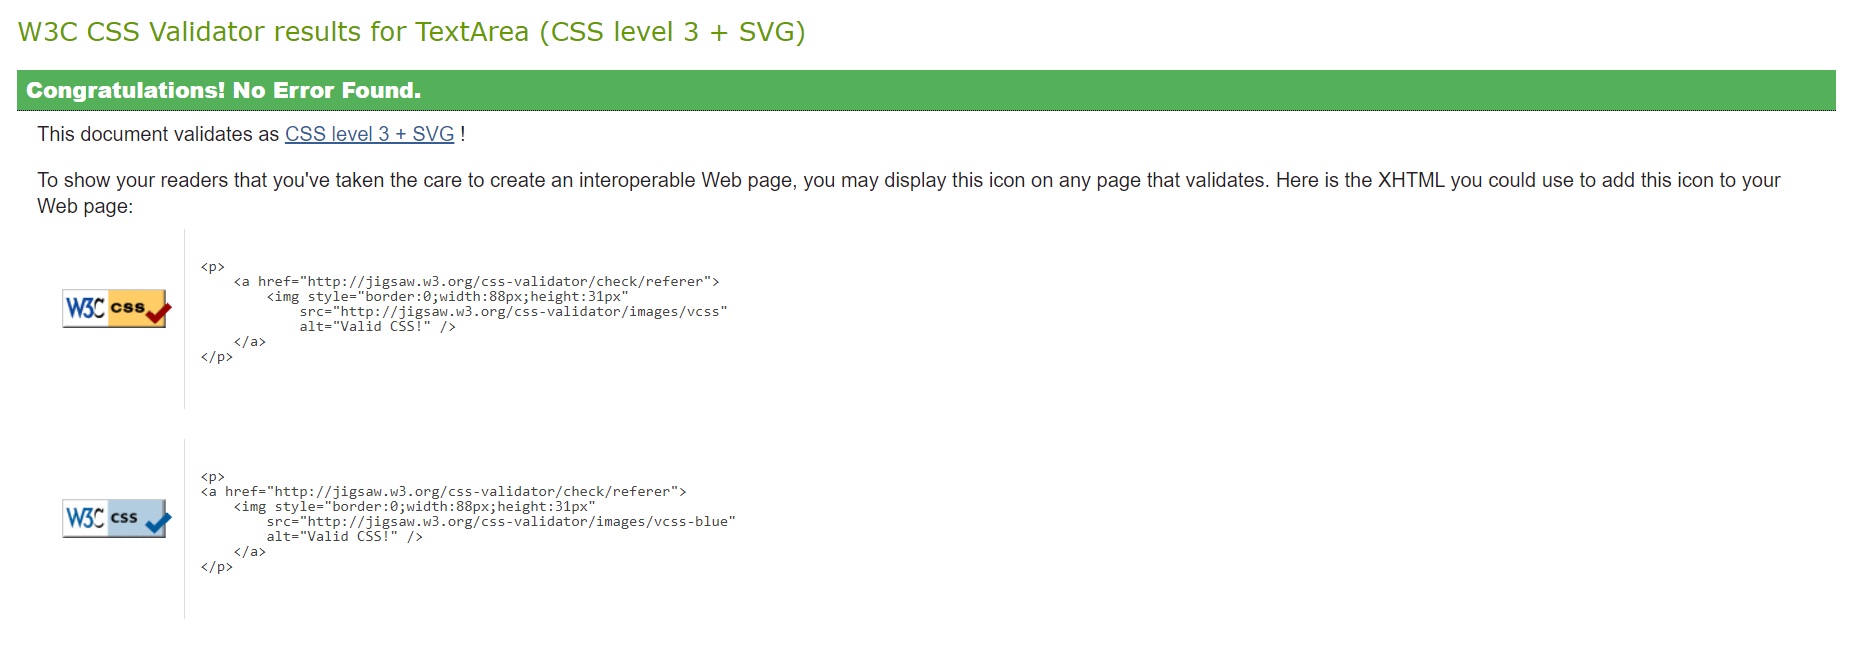 W3C CSS Validator results for TextArea (CSS level 3 + SVG)
Congratulations! No Error Found.
This document validates as CSS level 3 + SVG !
To show your readers that you've taken the care to create an interoperable Web page, you may display this icon on any page that validates. Here is the XHTML you could use to add this icon to your
Web page:
<p>
    <a href="http://jigsaw.w3.org/css-validator/check/referer">
        <img style="border:0;width:88px;height:31px"
            src="http://jigsaw.w3.org/css-validator/images/vcss"
            alt="Valid CSS!" />
    </a>
</p>
W3C css
<p>
<a href="http://jigsaw.w3.org/css-validator/check/referer">
    <img style="border:0;width:88px;height:31px"
        src="http://jigsaw.w3.org/css-validator/images/vcss-blue"
        alt="Valid CSS!" />
    </a>
</p>
W3C css